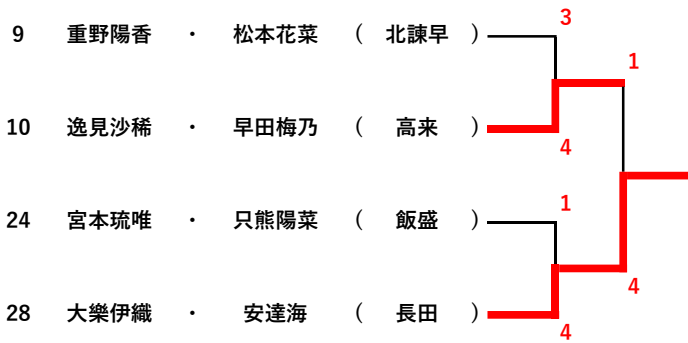 3
9 重野陽香 ・ 松本花菜 ( 北諫早 )
1
10 逸見沙稀 ・ 早田梅乃 ( 高来 )
4
1
24 宮本琉唯 ・ 只熊陽菜 ( 飯盛 )
4
28 大樂伊織 ・ 安達海 ( 長田 )
4